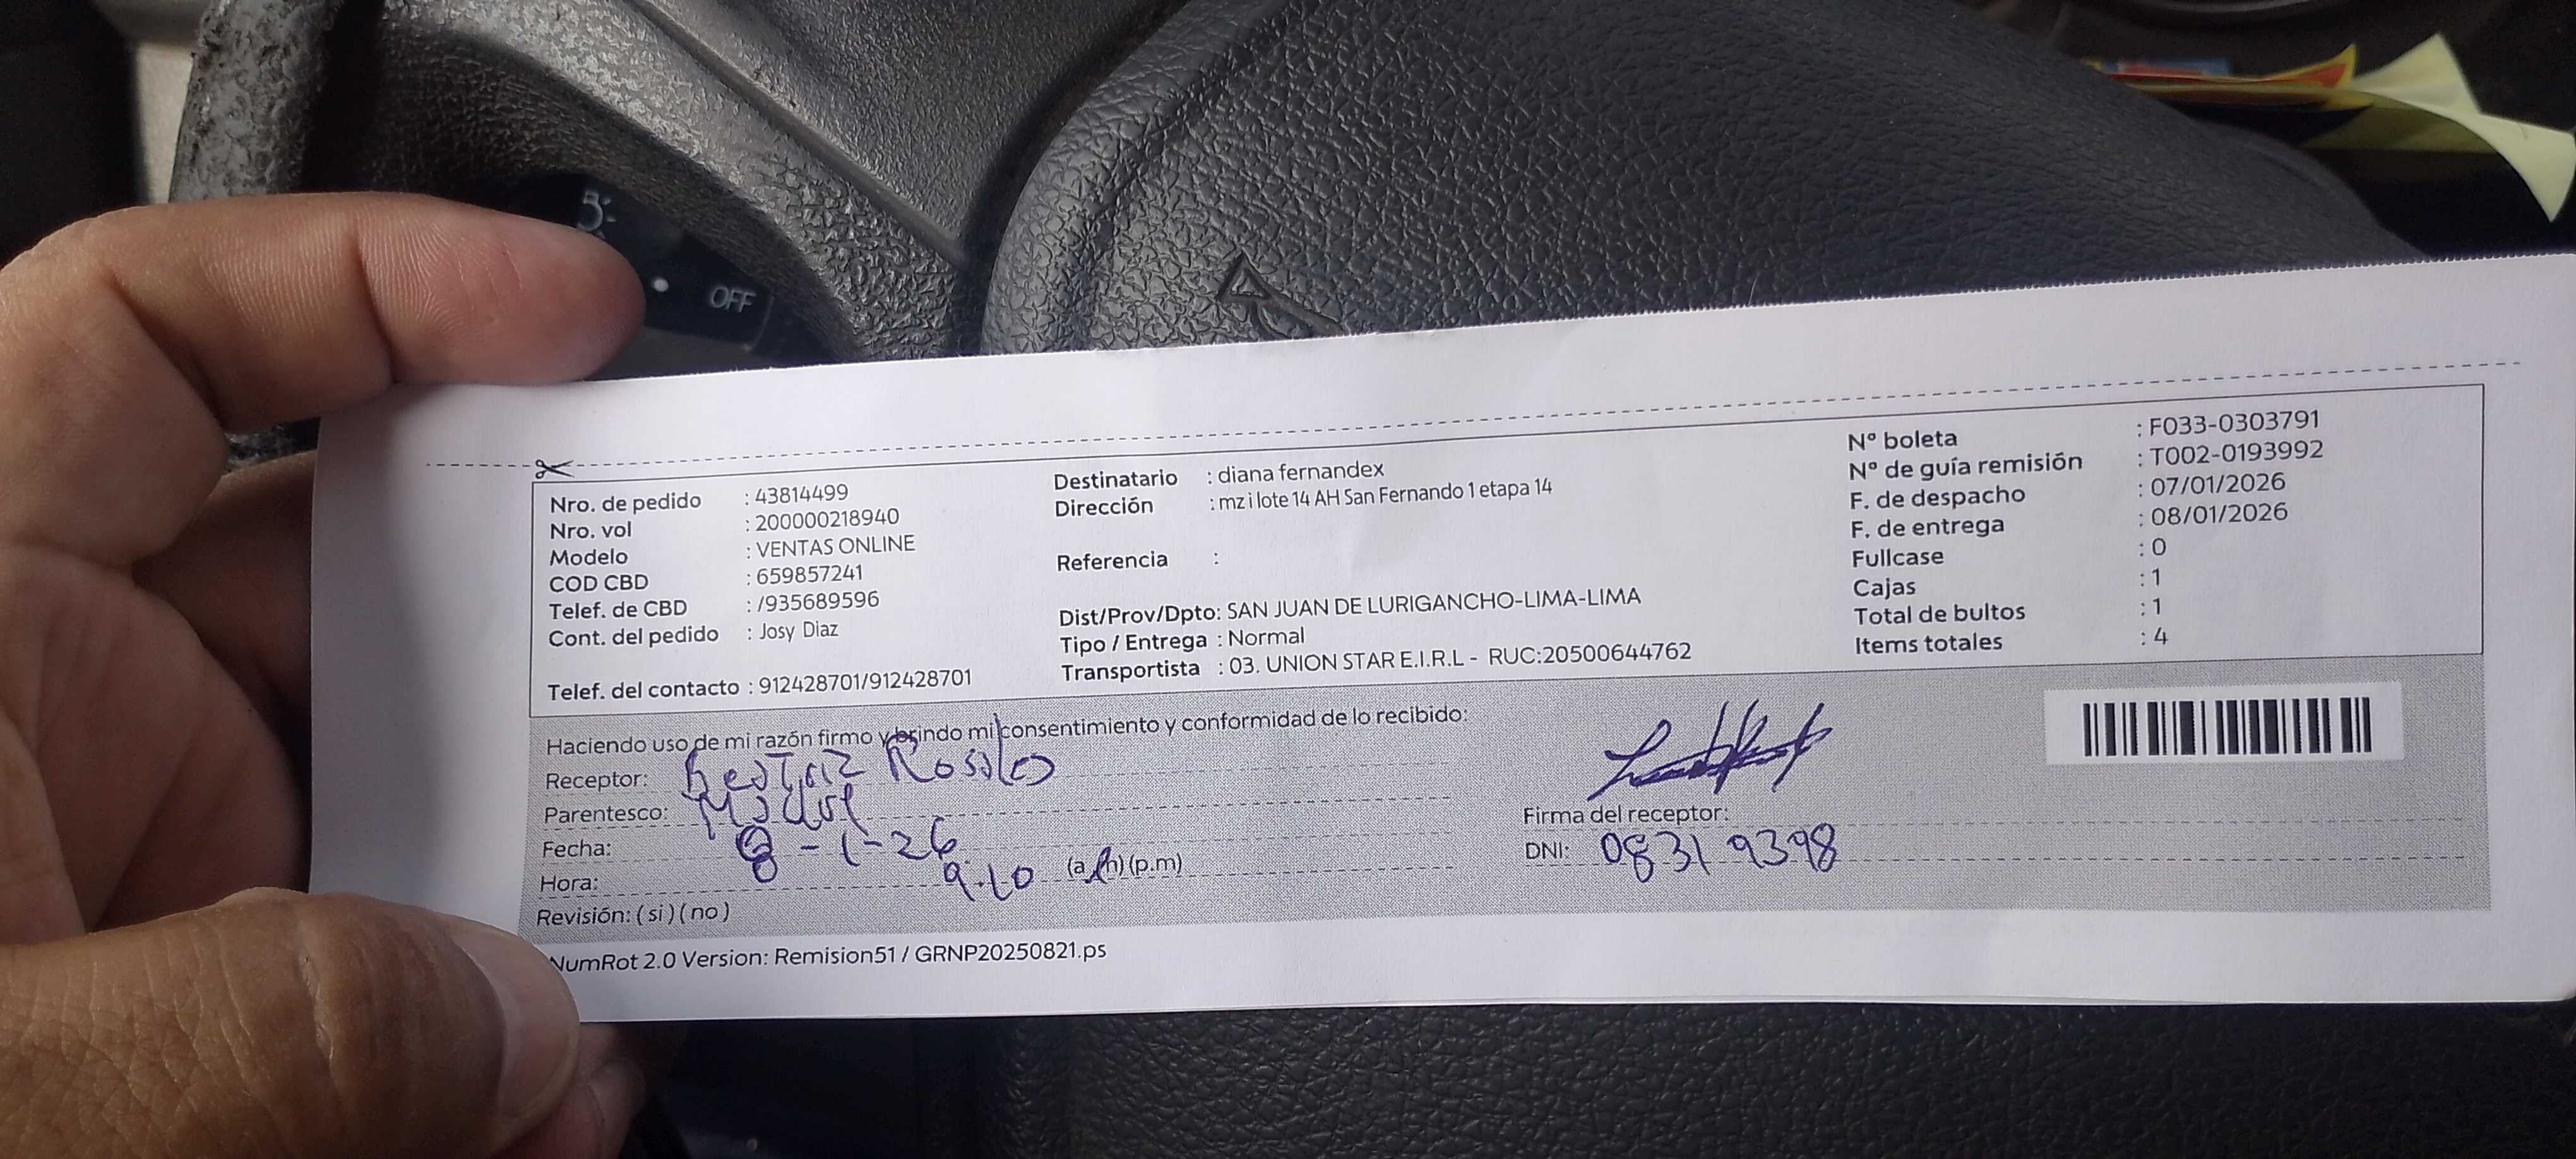 5
OFF
Nro. de pedido : 43814499
Nro. vol : 200000218940
Modelo : VENTAS ONLINE
COD CBD : 659857241
Telef. de CBD : /935689596
Cont. del pedido : Josy Diaz
Telef. del contacto : 912428701/912428701
Destinatario : diana fernandex
Dirección : mz i lote 14 AH San Fernando 1 etapa 14
Referencia :
Dist/Prov/Dpto: SAN JUAN DE LURIGANCHO-LIMA-LIMA
Tipo / Entrega : Normal
Transportista : 03. UNION STAR E.I.R.L - RUC:20500644762
Nº boleta : F033-0303791
Nº de guía remisión : T002-0193992
F. de despacho : 07/01/2026
F. de entrega : 08/01/2026
Fullcase : 0
Cajas : 1
Total de bultos : 1
Items totales : 4
Haciendo uso de mi razón firmo y brindo mi consentimiento y conformidad de lo recibido:
Receptor: Rosales
Parentesco:
Fecha: 8-1-26
Hora: 9.10 (a.m) (p.m)
Revisión: (si) (no)
Firma del receptor:
DNI: 08319398
NumRot 2.0 Version: Remision51 / GRNP20250821.ps